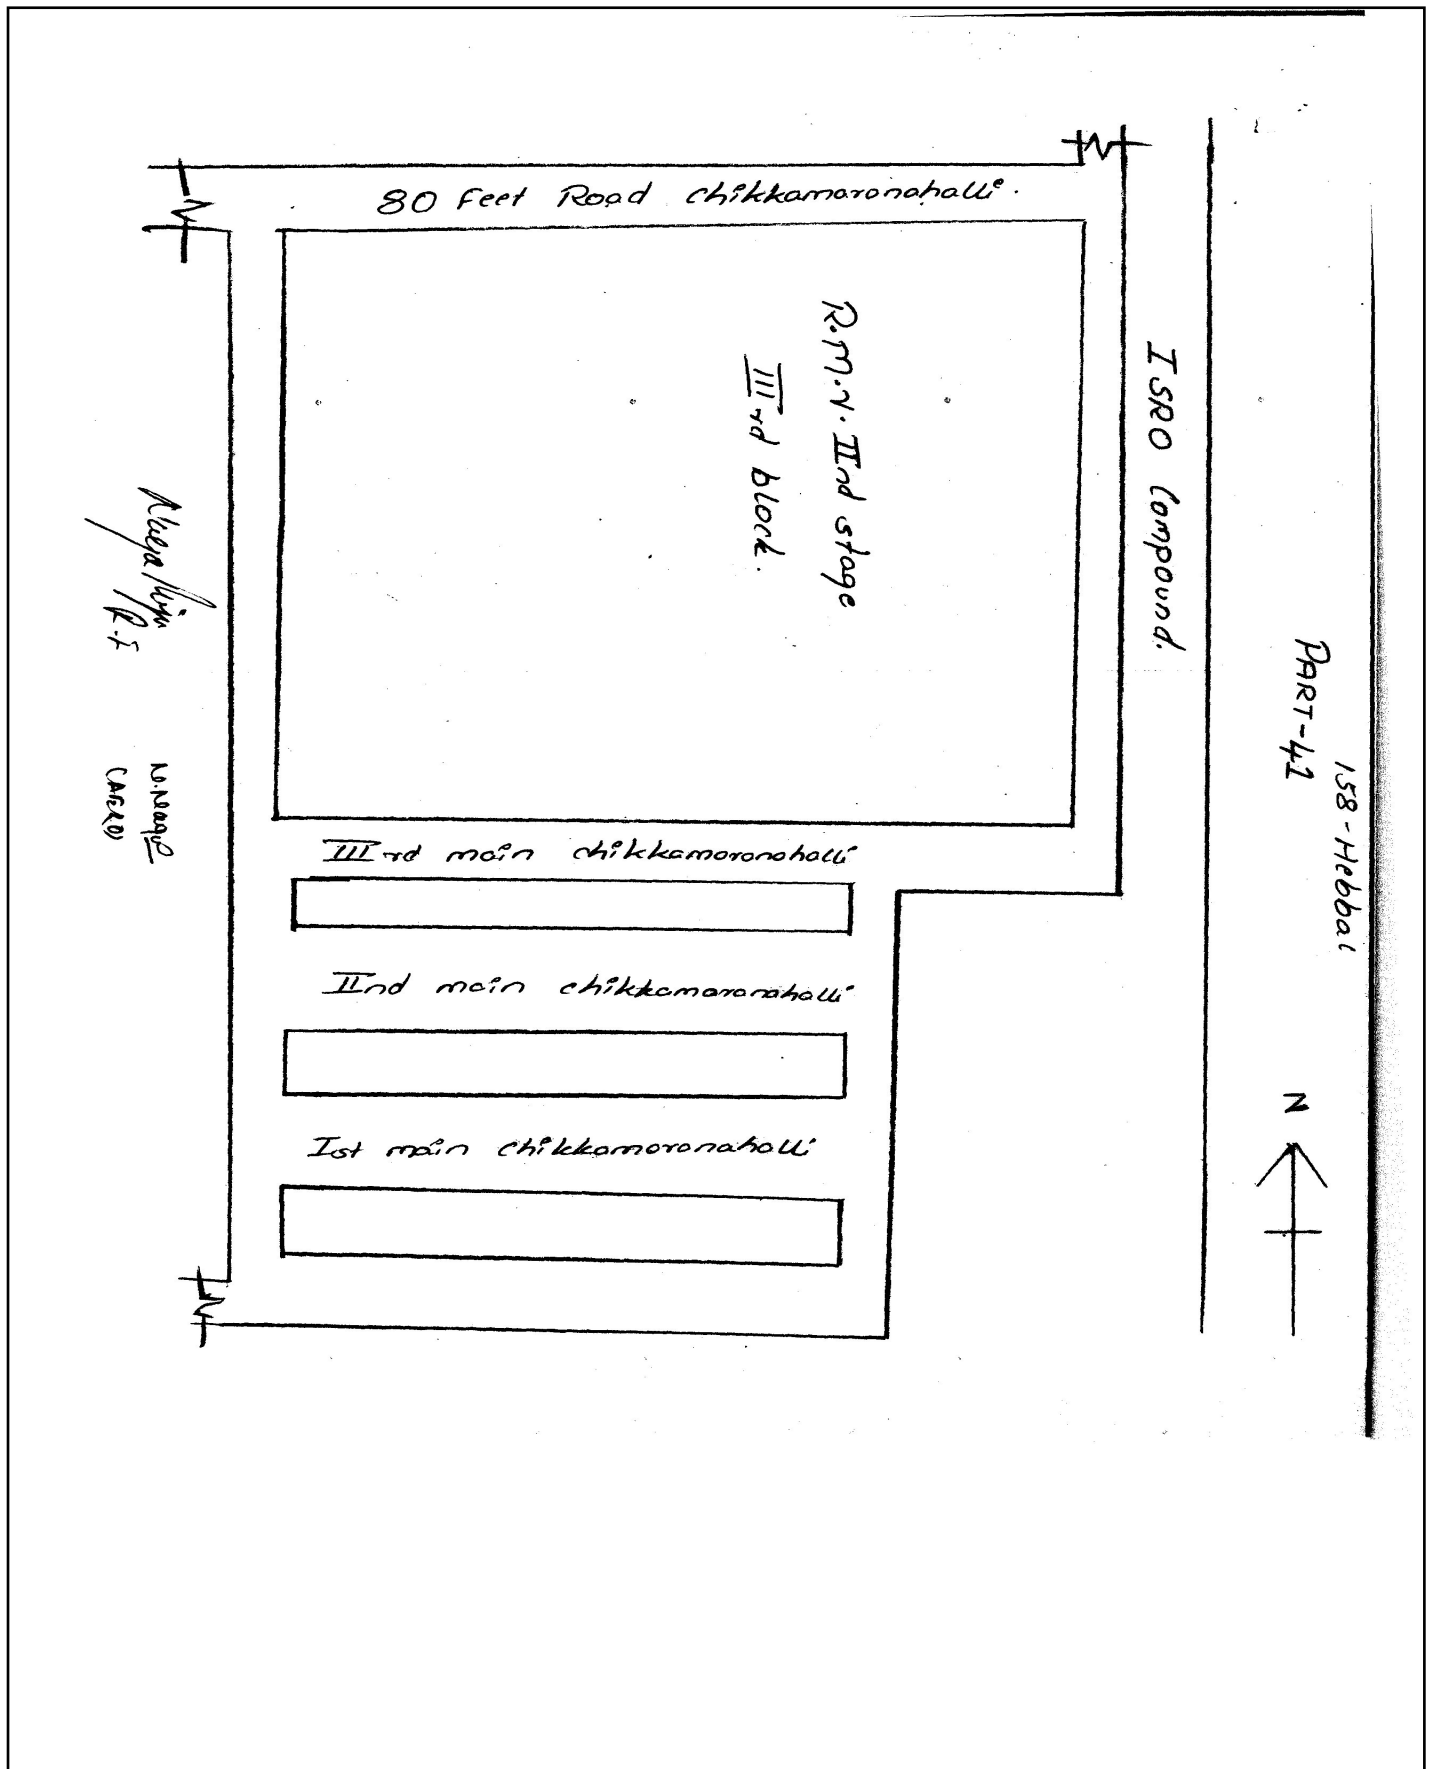 158-Hebbal
PART-41
N
80 Feet Road chikkamaranahalli.
ISRO Compound.
R.M.V. IInd stage
IIIrd block.
IIIrd main chikkamaranahalli
IInd main chikkamaranahalli
Ist main chikkamaranahalli
R.I